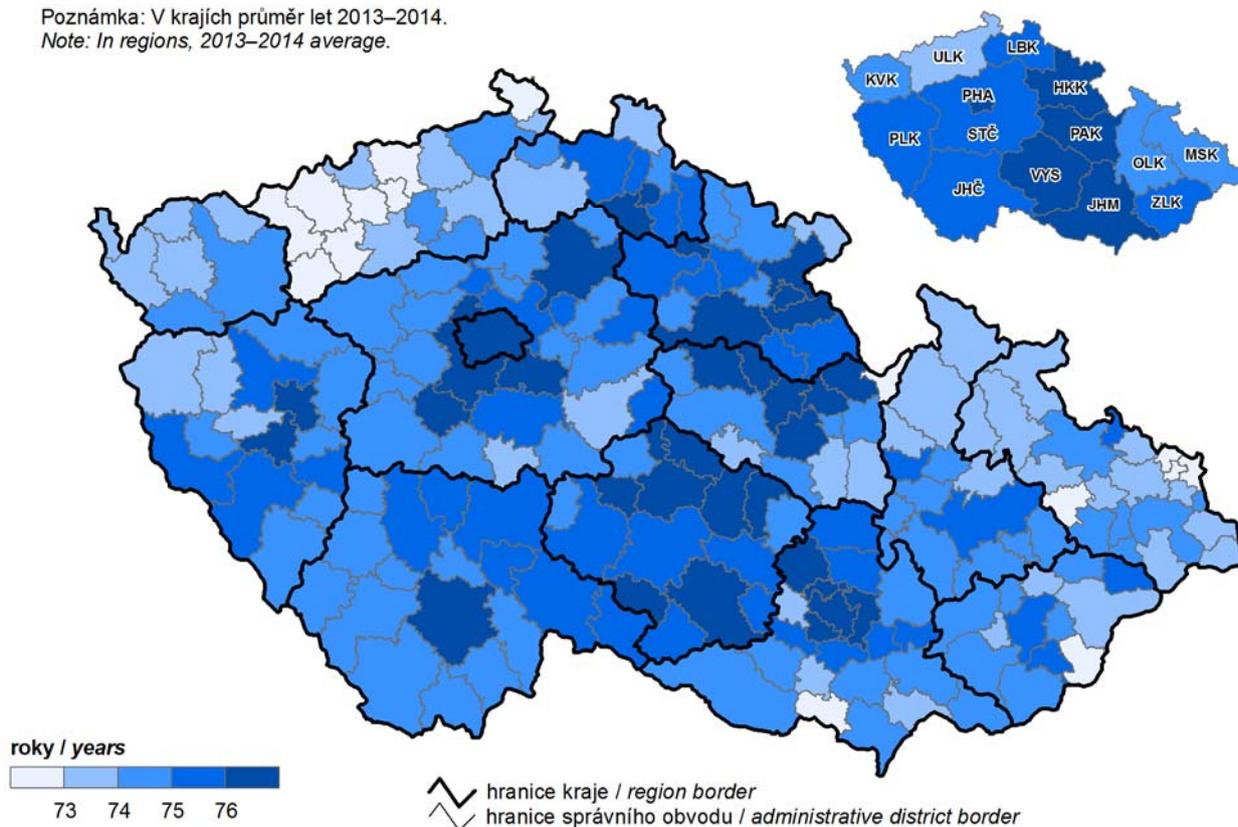 Poznámka: V krajích průměr let 2013–2014.
Note: In regions, 2013–2014 average.
KVK
ULK
LBK
HKK
PHA
STČ
PLK
PAK
OLK
MSK
VYS
JHČ
JHM
ZLK
roky / years
73 74 75 76
hranice kraje / region border
hranice správního obvodu / administrative district border